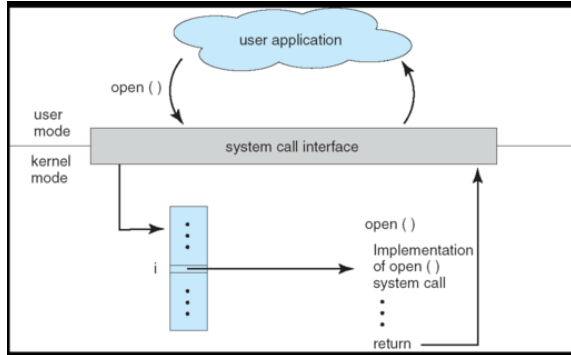 user application
open ( )
user
mode
system call interface
kernel
mode
open ( )
i
Implementation
of open ( )
system call
return